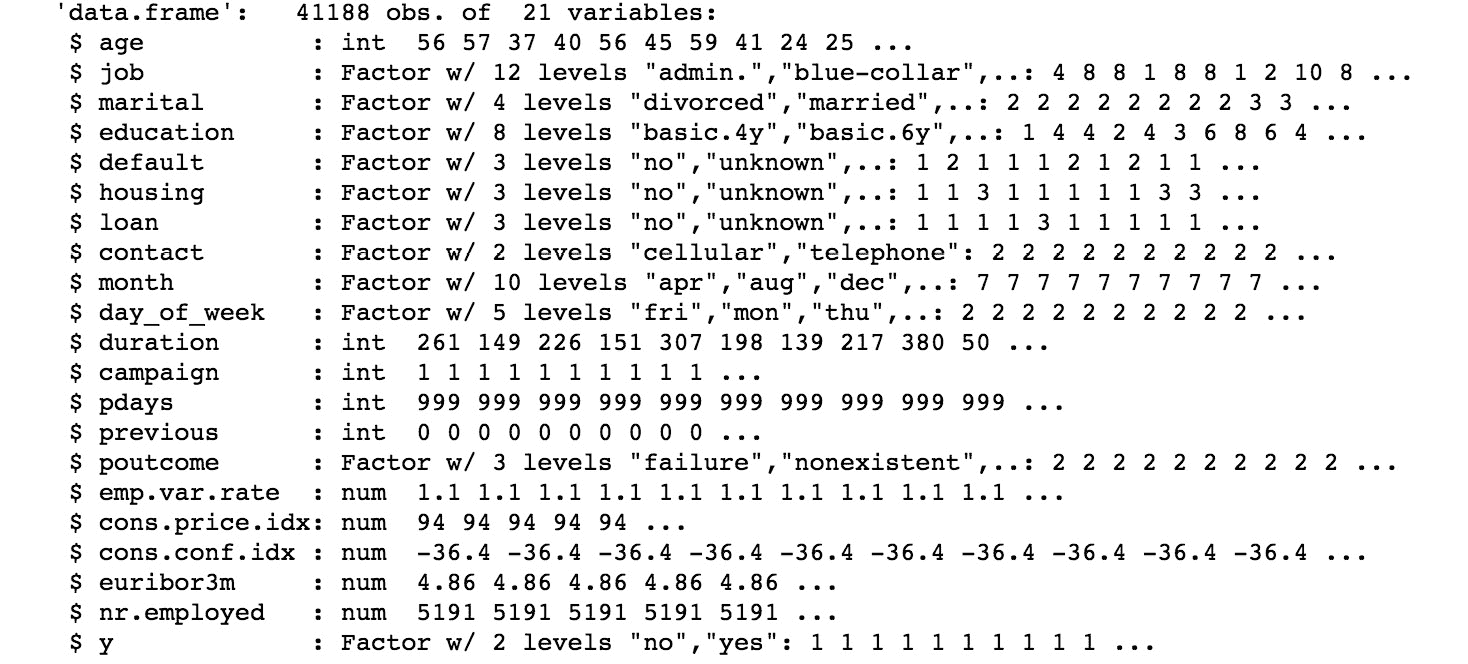 'data.frame':   41188 obs. of  21 variables:
 $ age           : int  56 57 37 40 56 45 59 41 24 25 ...
 $ job           : Factor w/ 12 levels "admin.","blue-collar",..: 4 8 8 1 8 8 1 2 10 8 ...
 $ marital       : Factor w/ 4 levels "divorced","married",..: 2 2 2 2 2 2 2 2 3 3 ...
 $ education     : Factor w/ 8 levels "basic.4y","basic.6y",..: 1 4 4 2 4 3 6 8 6 4 ...
 $ default       : Factor w/ 3 levels "no","unknown",..: 1 2 1 1 1 2 1 2 1 1 ...
 $ housing       : Factor w/ 3 levels "no","unknown",..: 1 1 3 1 1 1 1 1 3 3 ...
 $ loan          : Factor w/ 3 levels "no","unknown",..: 1 1 1 1 3 1 1 1 1 1 ...
 $ contact       : Factor w/ 2 levels "cellular","telephone": 2 2 2 2 2 2 2 2 2 2 ...
 $ month         : Factor w/ 10 levels "apr","aug","dec",..: 7 7 7 7 7 7 7 7 7 7 ...
 $ day_of_week   : Factor w/ 5 levels "fri","mon","thu",..: 2 2 2 2 2 2 2 2 2 2 ...
 $ duration      : int  261 149 226 151 307 198 139 217 380 50 ...
 $ campaign      : int  1 1 1 1 1 1 1 1 1 1 ...
 $ pdays         : int  999 999 999 999 999 999 999 999 999 999 ...
 $ previous      : int  0 0 0 0 0 0 0 0 0 0 ...
 $ poutcome      : Factor w/ 3 levels "failure","nonexistent",..: 2 2 2 2 2 2 2 2 2 2 ...
 $ emp.var.rate  : num  1.1 1.1 1.1 1.1 1.1 1.1 1.1 1.1 1.1 1.1 ...
 $ cons.price.idx: num  94 94 94 94 94 ...
 $ cons.conf.idx : num  -36.4 -36.4 -36.4 -36.4 -36.4 -36.4 -36.4 -36.4 -36.4 -36.4 ...
 $ euribor3m     : num  4.86 4.86 4.86 4.86 4.86 ...
 $ nr.employed   : num  5191 5191 5191 5191 5191 ...
 $ y             : Factor w/ 2 levels "no","yes": 1 1 1 1 1 1 1 1 1 1 ...